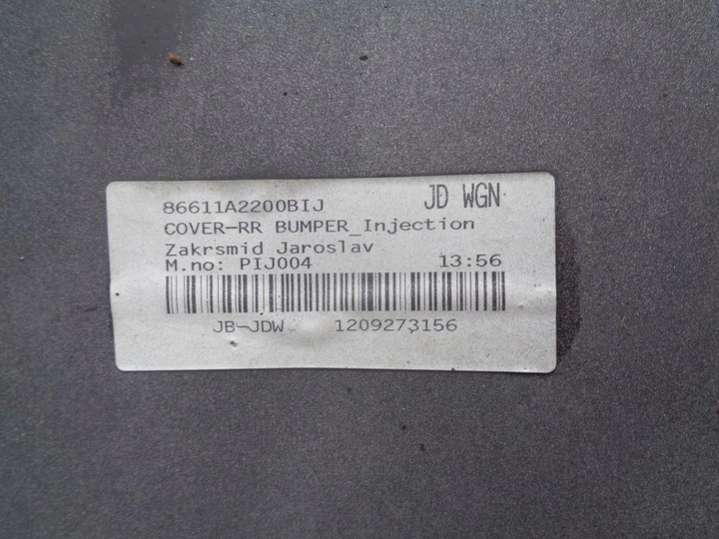 86611A2200BIJ JD WGN
COVER-RR BUMPER_Injection
Zakrsmid Jaroslav
M.no: PIJ004 13:56
JB-JDW 1209273156